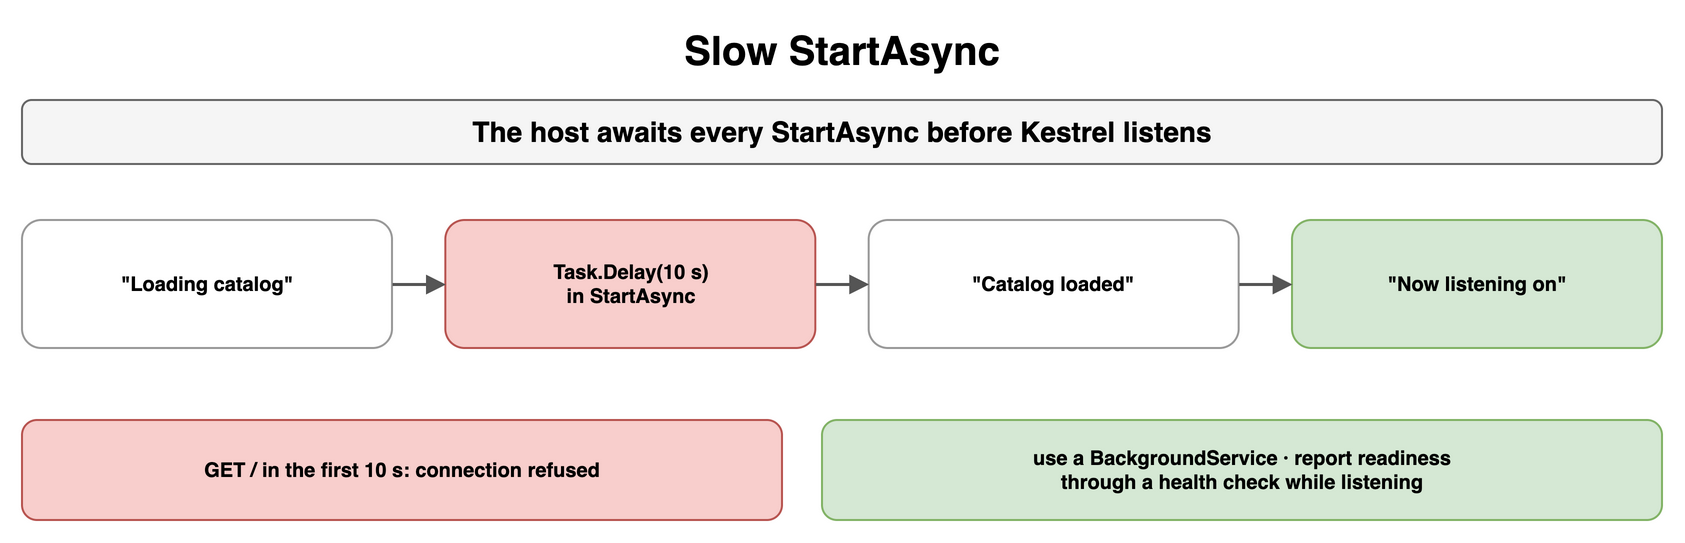 Slow StartAsync
The host awaits every StartAsync before Kestrel listens
"Loading catalog"
Task.Delay(10 s)
in StartAsync
"Catalog loaded"
"Now listening on"
GET / in the first 10 s: connection refused
use a BackgroundService · report readiness
through a health check while listening